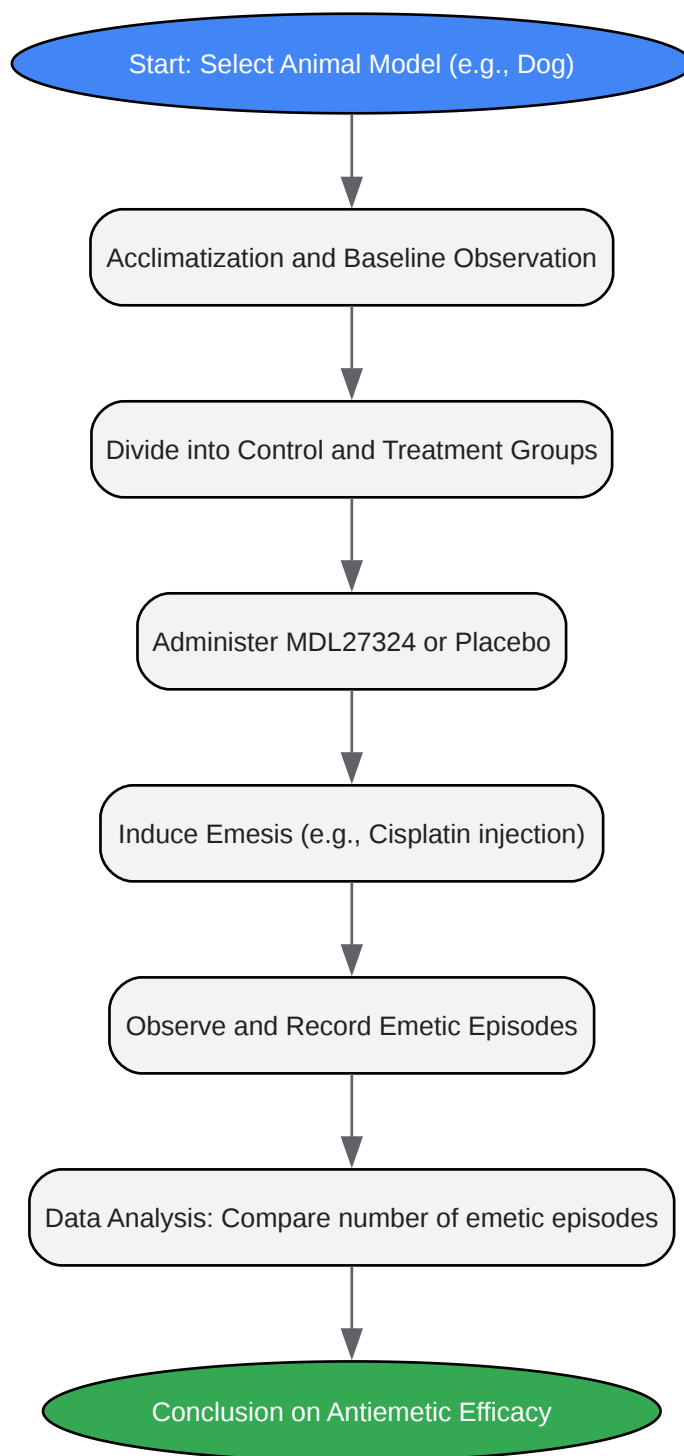 Start: Select Animal Model (e.g., Dog)
Acclimatization and Baseline Observation
Divide into Control and Treatment Groups
Administer MDL27324 or Placebo
Induce Emesis (e.g., Cisplatin injection)
Observe and Record Emetic Episodes
Data Analysis: Compare number of emetic episodes
Conclusion on Antiemetic Efficacy